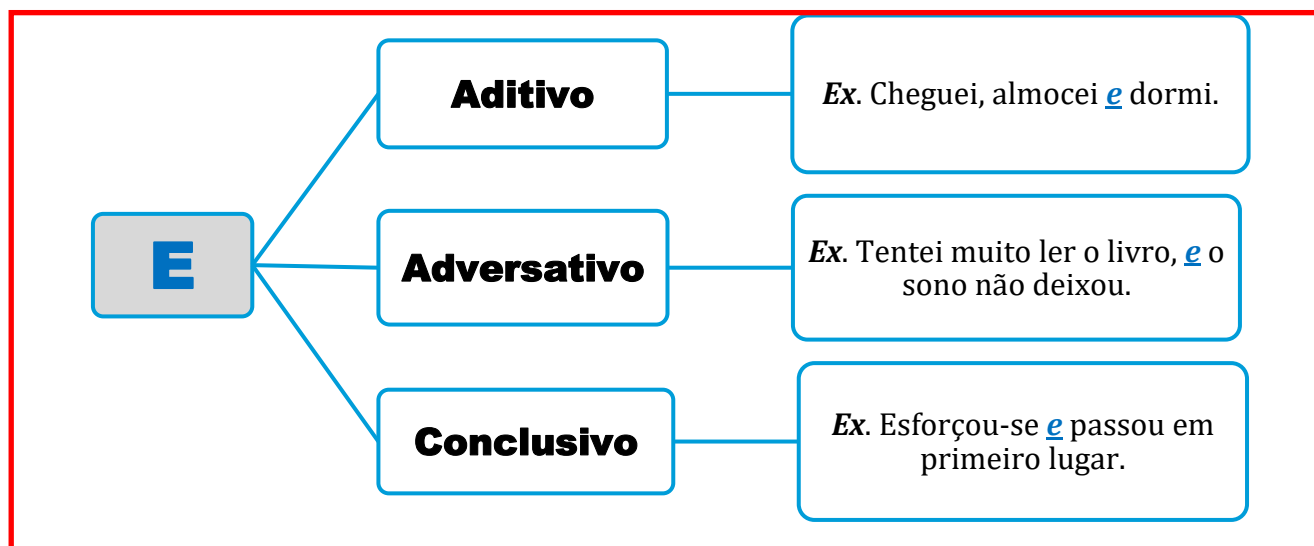 E
Aditivo
Ex. Cheguei, almocei e dormi.
Adversativo
Ex. Tentei muito ler o livro, e o
sono não deixou.
Conclusivo
Ex. Esforçou-se e passou em
primeiro lugar.